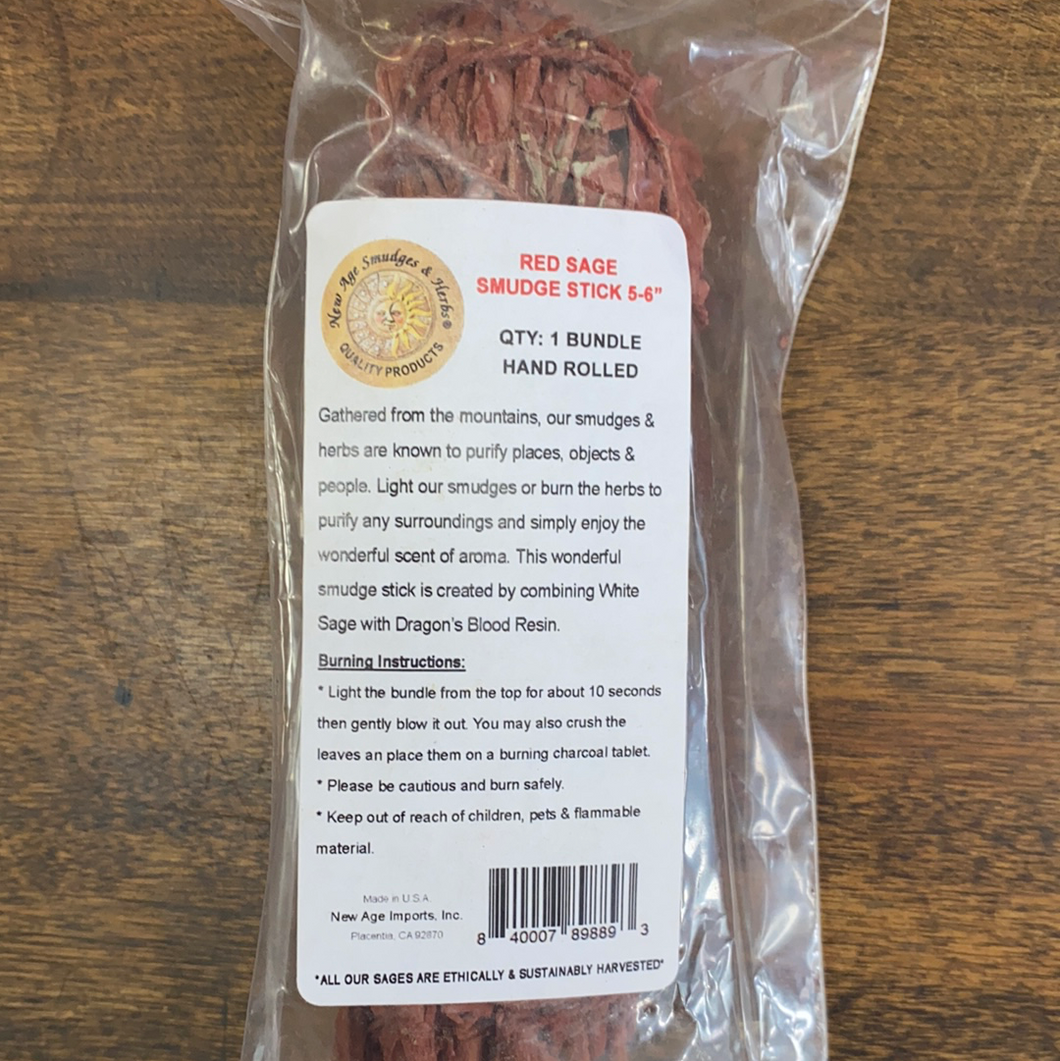 New Age Smudges & Herbs®
QUALITY PRODUCTS
RED SAGE
SMUDGE STICK 5-6”
QTY: 1 BUNDLE
HAND ROLLED
Gathered from the mountains, our smudges &
herbs are known to purify places, objects &
people. Light our smudges or burn the herbs to
purify any surroundings and simply enjoy the
wonderful scent of aroma. This wonderful
smudge stick is created by combining White
Sage with Dragon's Blood Resin.
Burning Instructions:
* Light the bundle from the top for about 10 seconds
then gently blow it out. You may also crush the
leaves an place them on a burning charcoal tablet.
* Please be cautious and burn safely.
* Keep out of reach of children, pets & flammable
material.
Made in U.S.A.
New Age Imports, Inc.
Placentia, CA 92870
8 40007 89889 3
*ALL OUR SAGES ARE ETHICALLY & SUSTAINABLY HARVESTED*